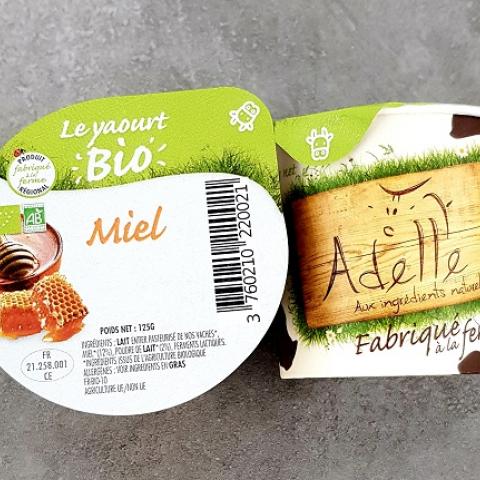 Le yaourt
Bio
PRODUIT
fabriqué
à la
ferme
RÉGIONAL
AB
Miel
3 760210 220021
POIDS NET : 125G
INGRÉDIENTS : LAIT ENTIER PASTEURISÉ DE NOS VACHES*,
MIEL* (12%), POUDRE DE LAIT* (2%), FERMENTS LACTIQUES.
*INGRÉDIENTS ISSUS DE L'AGRICULTURE BIOLOGIQUE
ALLERGÈNES : VOIR INGRÉDIENTS EN GRAS
FR-BIO-10
AGRICULTURE UE/NON UE
FR
21.258.001
CE
Adelle
Aux ingrédients naturel
Fabriqué
à la fer